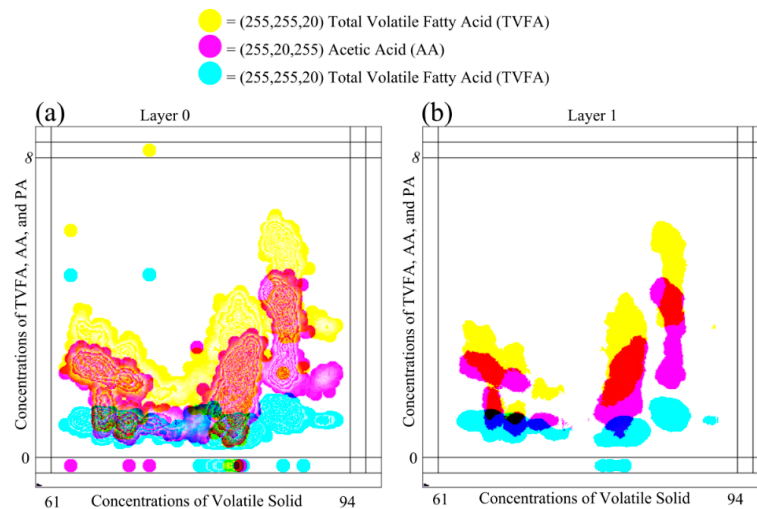 = (255,255,20) Total Volatile Fatty Acid (TVFA)
= (255,20,255) Acetic Acid (AA)
= (255,255,20) Total Volatile Fatty Acid (TVFA)
(a) Layer 0
(b) Layer 1
8
8
Concentrations of TVFA, AA, and PA
Concentrations of TVFA, AA, and PA
0
0
61 Concentrations of Volatile Solid 94
61 Concentrations of Volatile Solid 94